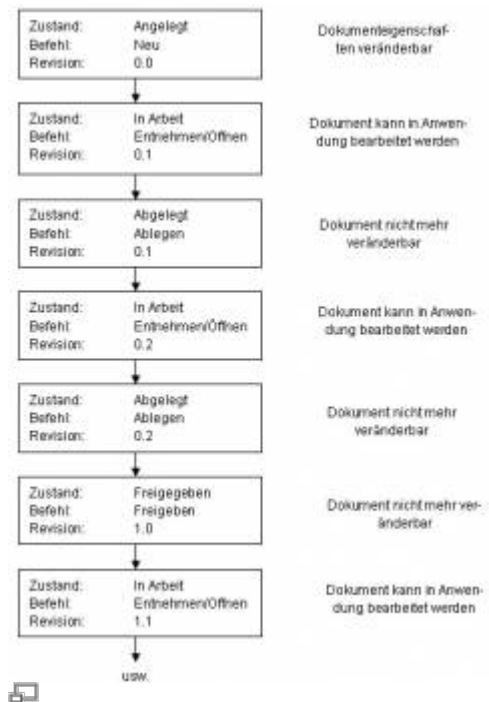 Zustand: Angelegt
Befehl: Neu
Revision: 0.0
Dokumenteigenschaf-
ten veränderbar
Zustand: In Arbeit
Befehl: Entnehmen/Öffnen
Revision: 0.1
Dokument kann in Anwen-
dung bearbeitet werden
Zustand: Abgelegt
Befehl: Ablegen
Revision: 0.1
Dokument nicht mehr
veränderbar
Zustand: In Arbeit
Befehl: Entnehmen/Öffnen
Revision: 0.2
Dokument kann in Anwen-
dung bearbeitet werden
Zustand: Abgelegt
Befehl: Ablegen
Revision: 0.2
Dokument nicht mehr
veränderbar
Zustand: Freigegeben
Befehl: Freigeben
Revision: 1.0
Dokument nicht mehr ver-
änderbar
Zustand: In Arbeit
Befehl: Entnehmen/Öffnen
Revision: 1.1
Dokument kann in Anwen-
dung bearbeitet werden
usw.